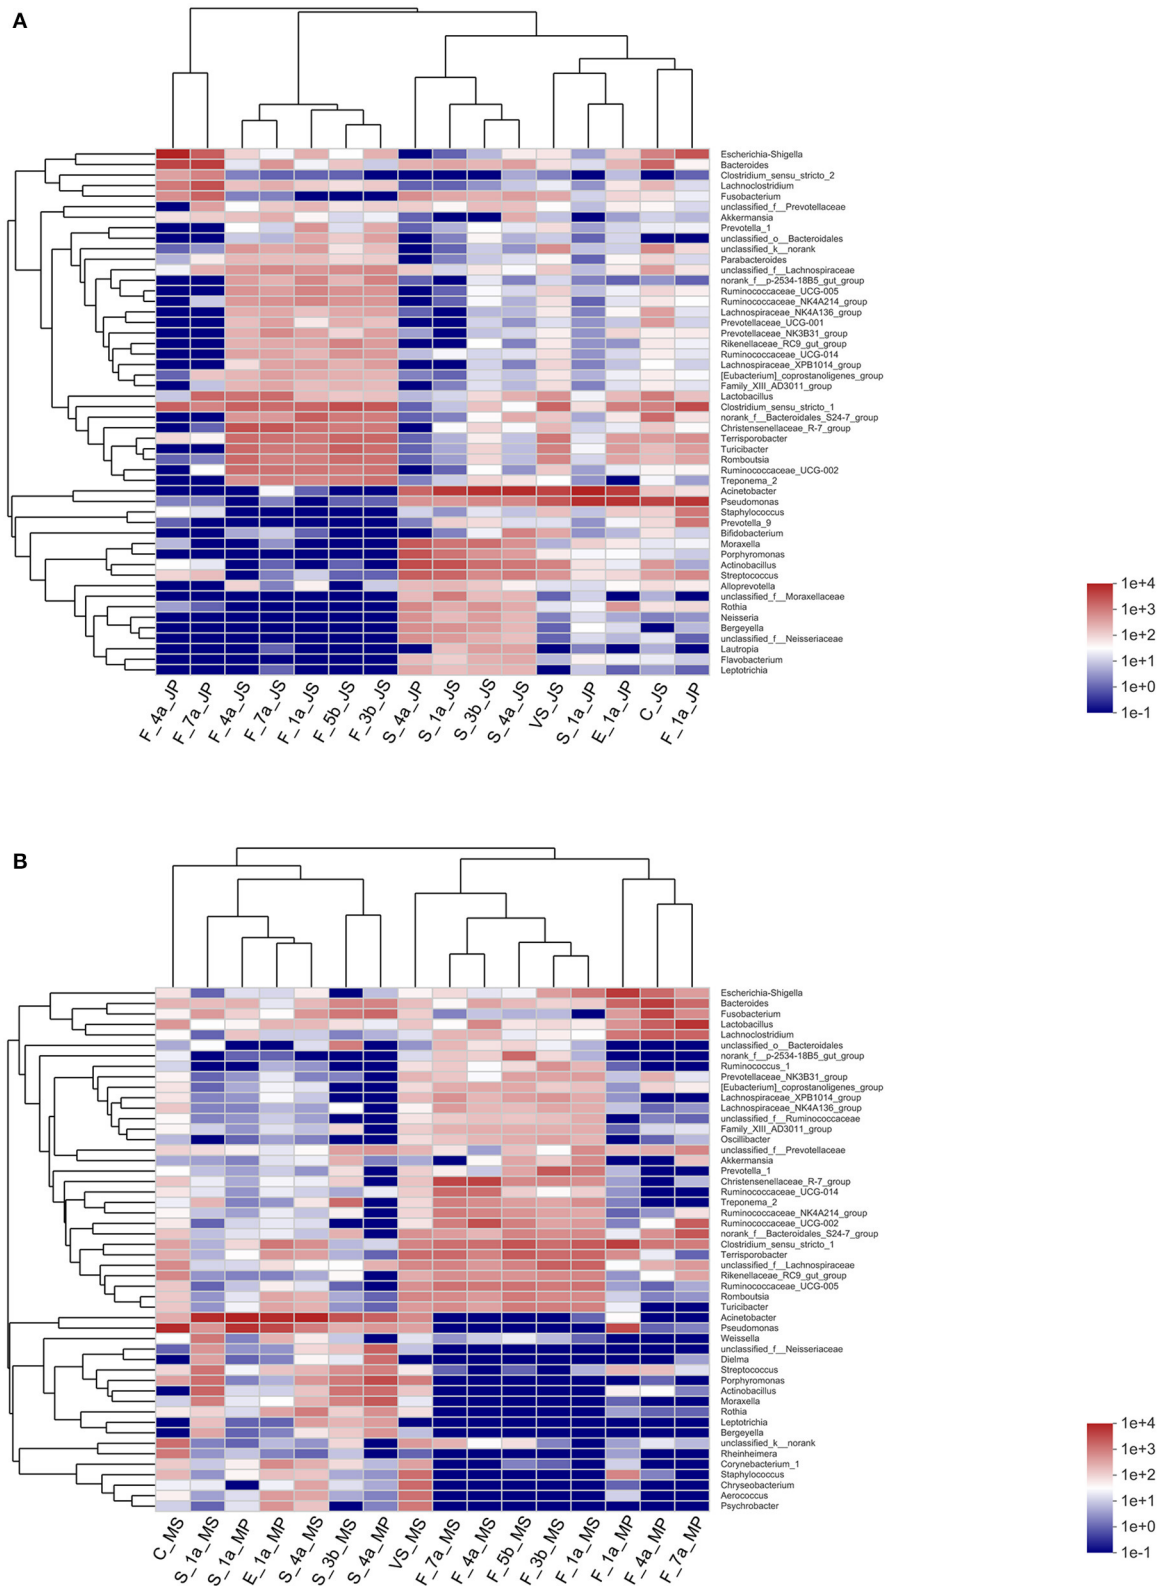 A
Escherichia-Shigella
Bacteroides
Clostridium_sensu_stricto_2
Lachnoclostridium
Fusobacterium
unclassified_f__Prevotellaceae
Akkermansia
Prevotella_1
unclassified_o__Bacteroidales
unclassified_k__norank
Parabacteroides
unclassified_f__Lachnospiraceae
norank_f__p-2534-18B5_gut_group
Ruminococcaceae_UCG-005
Ruminococcaceae_NK4A214_group
Lachnospiraceae_NK4A136_group
Prevotellaceae_UCG-001
Prevotellaceae_NK3B31_group
Rikenellaceae_RC9_gut_group
Ruminococcaceae_UCG-014
Lachnospiraceae_XPB1014_group
[Eubacterium]_coprostanoligenes_group
Family_XIII_AD3011_group
Lactobacillus
Clostridium_sensu_stricto_1
norank_f__Bacteroidales_S24-7_group
Christensenellaceae_R-7_group
Terrisporobacter
Turicibacter
Romboutsia
Ruminococcaceae_UCG-002
Treponema_2
Acinetobacter
Pseudomonas
Staphylococcus
Prevotella_9
Bifidobacterium
Moraxella
Porphyromonas
Actinobacillus
Streptococcus
Alloprevotella
unclassified_f__Moraxellaceae
Rothia
Neisseria
Bergeyella
unclassified_f__Neisseriaceae
Lautropia
Flavobacterium
Leptotrichia
1e+4
1e+3
1e+2
1e+1
1e+0
1e-1
F_4a_JP
F_7a_JP
F_4a_JS
F_7a_JS
F_1a_JS
F_5b_JS
F_3b_JS
S_4a_JP
S_1a_JS
S_3b_JS
S_4a_JS
VS_JS
S_1a_JP
E_1a_JP
C_JS
F_1a_JP
B
Escherichia-Shigella
Bacteroides
Fusobacterium
Lactobacillus
Lachnoclostridium
unclassified_o__Bacteroidales
norank_f__p-2534-18B5_gut_group
Ruminococcus_1
Prevotellaceae_NK3B31_group
[Eubacterium]_coprostanoligenes_group
Lachnospiraceae_XPB1014_group
Lachnospiraceae_NK4A136_group
unclassified_f__Ruminococcaceae
Family_XIII_AD3011_group
Oscillibacter
unclassified_f__Prevotellaceae
Akkermansia
Prevotella_1
Christensenellaceae_R-7_group
Ruminococcaceae_UCG-014
Treponema_2
Ruminococcaceae_NK4A214_group
Ruminococcaceae_UCG-002
norank_f__Bacteroidales_S24-7_group
Clostridium_sensu_stricto_1
Terrisporobacter
unclassified_f__Lachnospiraceae
Rikenellaceae_RC9_gut_group
Ruminococcaceae_UCG-005
Romboutsia
Turicibacter
Acinetobacter
Pseudomonas
Weissella
unclassified_f__Neisseriaceae
Dielma
Streptococcus
Porphyromonas
Actinobacillus
Moraxella
Rothia
Leptotrichia
Bergeyella
unclassified_k__norank
Rheinheimera
Corynebacterium_1
Staphylococcus
Chryseobacterium
Aerococcus
Psychrobacter
1e+4
1e+3
1e+2
1e+1
1e+0
1e-1
C_MS
S_1a_MS
S_1a_MP
E_1a_MP
S_4a_MS
S_3b_MS
S_4a_MP
VS_MS
F_7a_MS
F_4a_MS
F_5b_MS
F_3b_MS
F_1a_MS
F_1a_MP
F_4a_MP
F_7a_MP